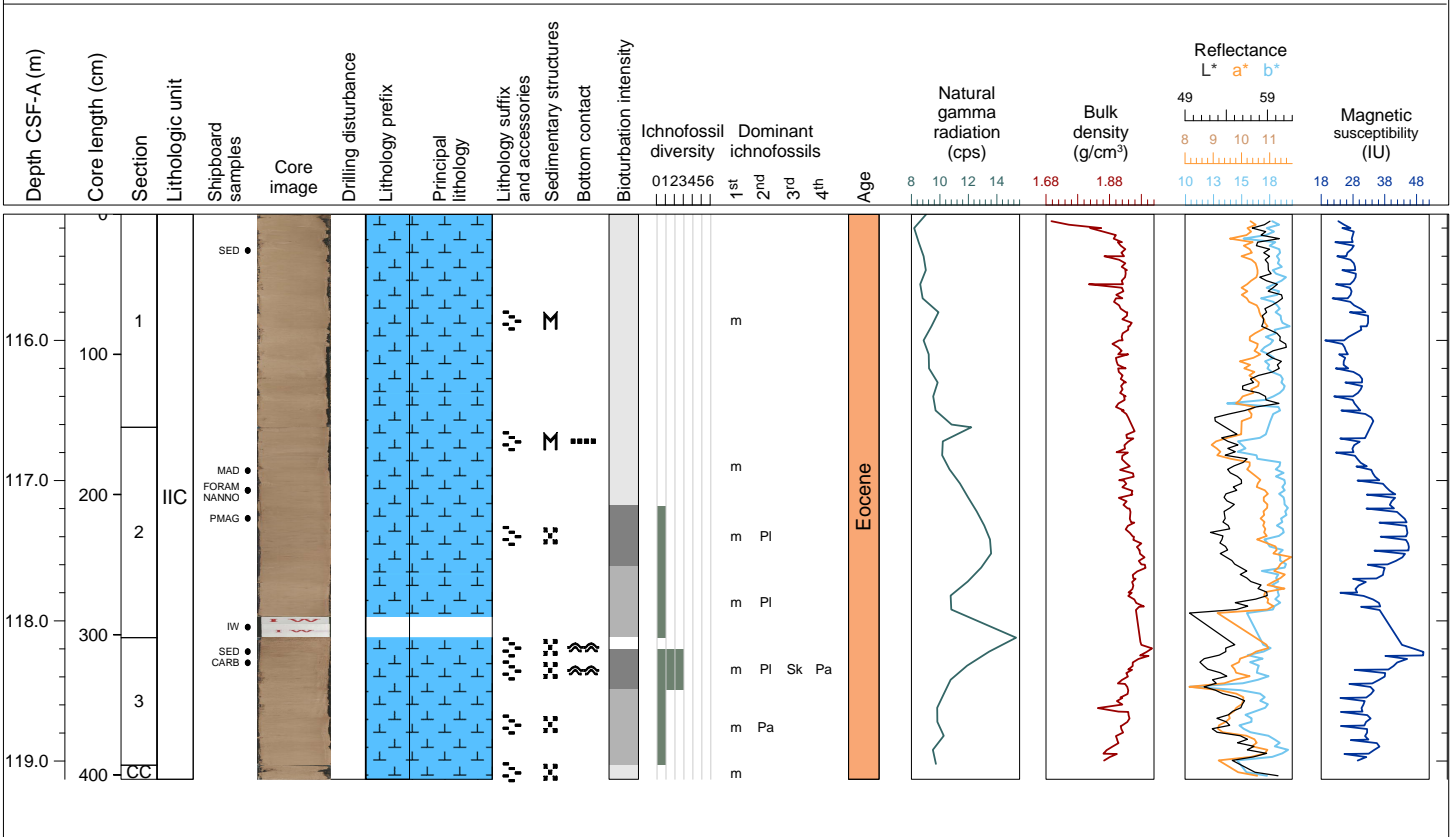 Depth CSF-A (m)
Core length (cm)
Section
Lithologic unit
Shipboard
samples
Core
image
Drilling disturbance
Lithology prefix
Principal
lithology
Lithology suffix
and accessories
Sedimentary structures
Bottom contact
Bioturbation intensity
Ichnofossil
diversity
0123456
Dominant
ichnofossils
1st 2nd 3rd 4th
Age
Natural
gamma
radiation
(cps)
8 10 12 14
Bulk
density
(g/cm³)
1.68 1.88
Reflectance
L* a* b*
49 59
8 9 10 11
10 13 15 18
Magnetic
susceptibility
(IU)
18 28 38 48
0
SED
1
m
116.0
100
MAD
m
117.0
200
FORAM
NANNO
IIC
PMAG
2
m Pl
Eocene
m Pl
118.0
300
IW
I W
I W
SED
CARB
m Pl Sk Pa
3
m Pa
119.0
400
CC
m